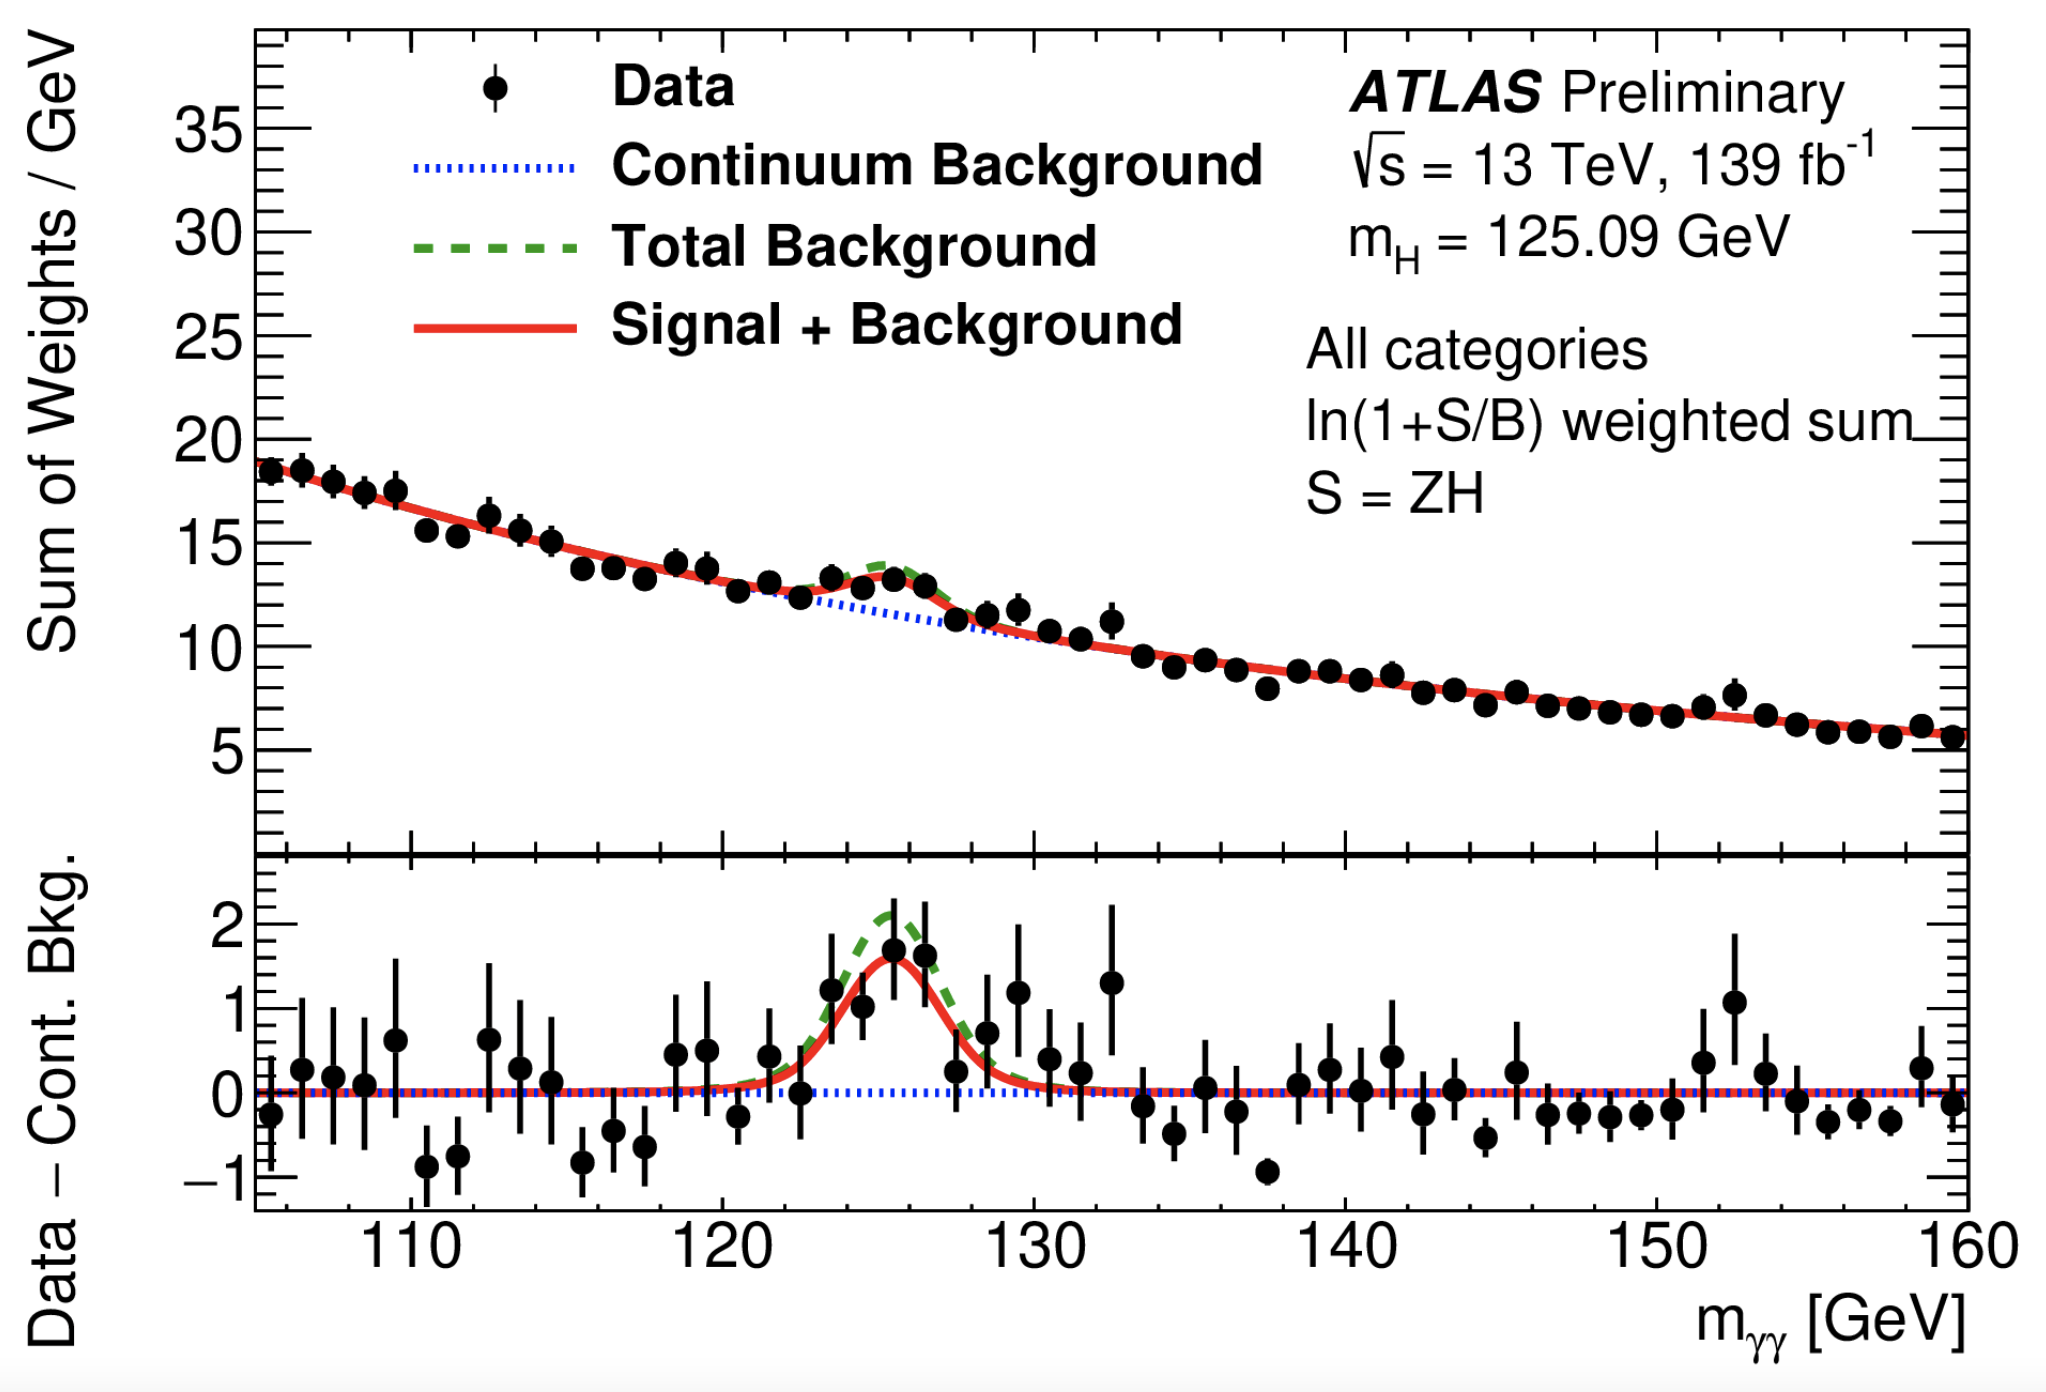 Sum of Weights / GeV
35
30
25
20
15
10
5
Data
Continuum Background
Total Background
Signal + Background
ATLAS Preliminary
√s = 13 TeV, 139 fb⁻¹
m_H = 125.09 GeV
All categories
ln(1+S/B) weighted sum
S = ZH
Data – Cont. Bkg.
2
1
0
−1
110 120 130 140 150 160
m_γγ [GeV]